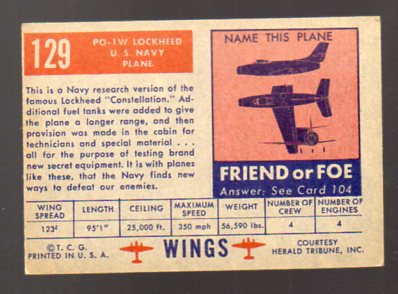 129
PO-1W LOCKHEED
U. S. NAVY
PLANE
This is a Navy research version of the
famous Lockheed "Constellation." Ad-
ditional fuel tanks were added to give
the plane a longer range, and then
provision was made in the cabin for
technicians and special material . . .
all for the purpose of testing brand
new secret equipment. It is with planes
like these, that the Navy finds new
ways to defeat our enemies.
NAME THIS PLANE
FRIEND or FOE
Answer: See Card 104
WING SPREAD LENGTH CEILING MAXIMUM SPEED WEIGHT NUMBER OF CREW NUMBER OF ENGINES
123' 95'1" 25,000 ft. 350 mph 56,590 lbs. 4 4
© T. C. G.
PRINTED IN U. S. A.
WINGS
COURTESY
HERALD TRIBUNE, INC.